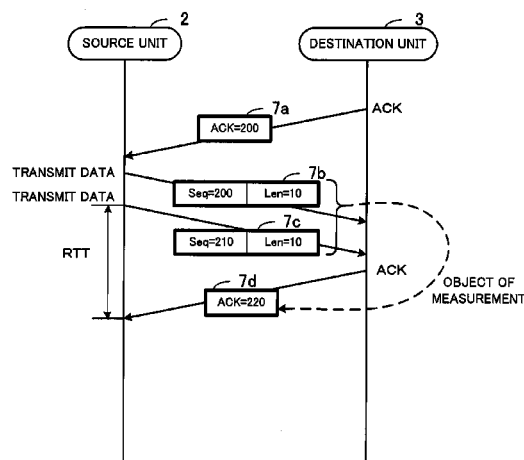 2
3
SOURCE UNIT
DESTINATION UNIT
7a
ACK
ACK=200
TRANSMIT DATA
7b
Seq=200 Len=10
TRANSMIT DATA
7c
Seq=210 Len=10
RTT
ACK
7d
OBJECT OF
MEASUREMENT
ACK=220